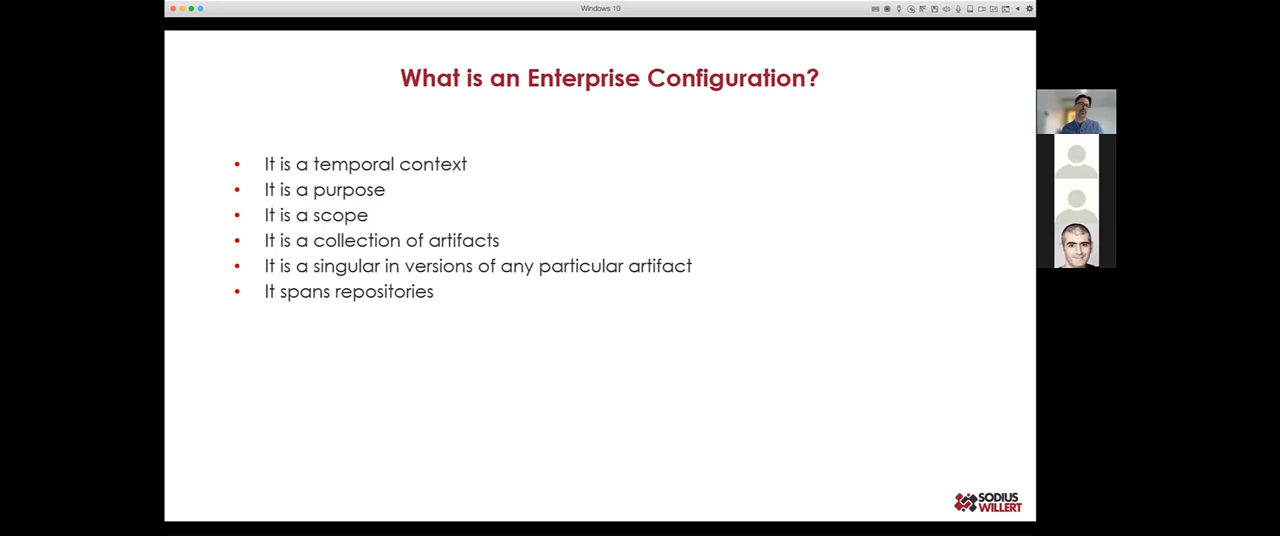 Windows 10
What is an Enterprise Configuration?
• It is a temporal context
• It is a purpose
• It is a scope
• It is a collection of artifacts
• It is a singular in versions of any particular artifact
• It spans repositories
SODIUS
WILLERT